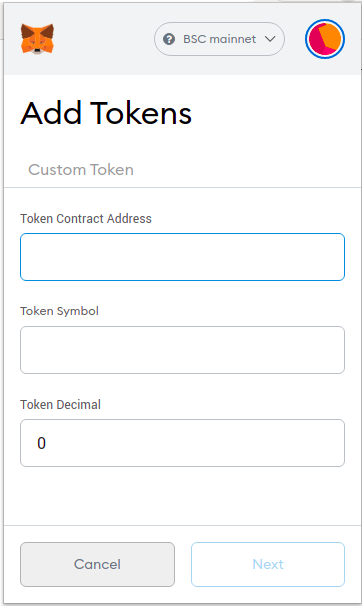 BSC mainnet
Add Tokens
Custom Token
Token Contract Address
Token Symbol
Token Decimal
0
Cancel
Next